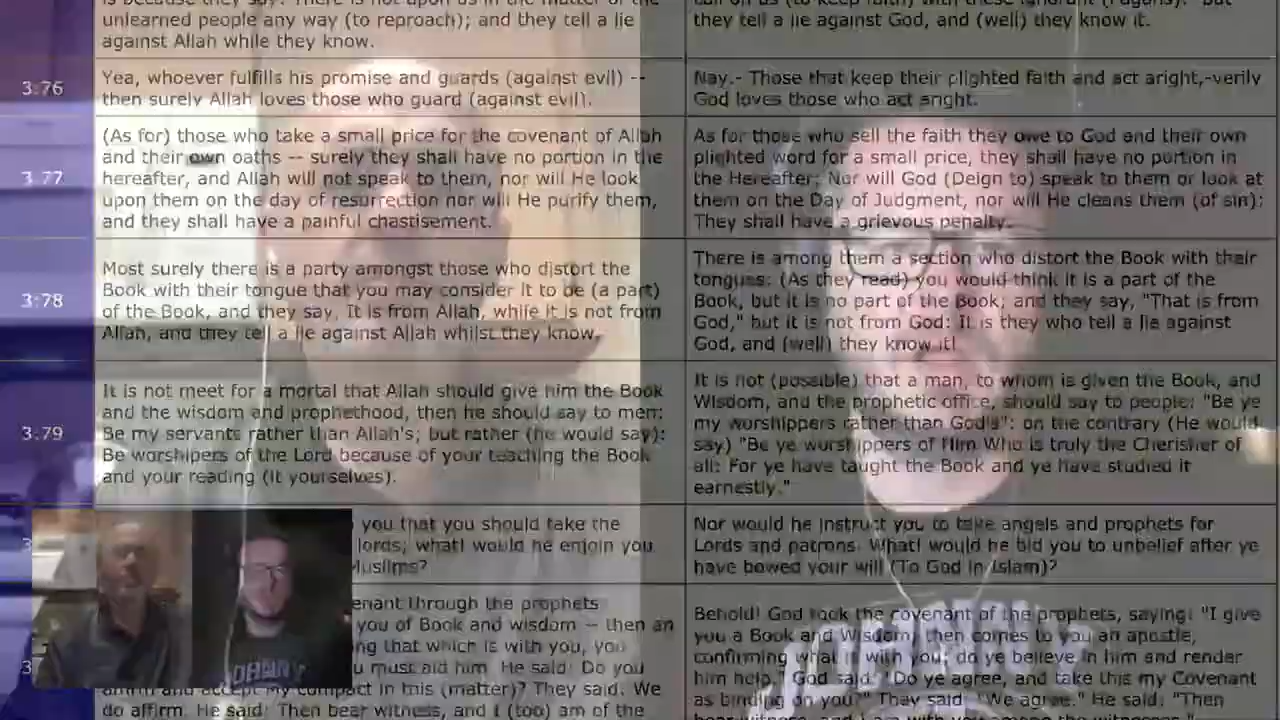 unlearned people any way (to reproach); and they tell a lie
against Allah while they know.
they tell a lie against God, and (well) they know it.
3:76
Yea, whoever fulfills his promise and guards (against evil) --
then surely Allah loves those who guard (against evil).
Nay.- Those that keep their plighted faith and act aright,-verily
God loves those who act aright.
3:77
(As for) those who take a small price for the covenant of Allah
and their own oaths -- surely they shall have no portion in the
hereafter, and Allah will not speak to them, nor will He look
upon them on the day of resurrection nor will He purify them,
and they shall have a painful chastisement.
As for those who sell the faith they owe to God and their own
plighted word for a small price, they shall have no portion in
the Hereafter: Nor will God (Deign to) speak to them or look at
them on the Day of Judgment, nor will He cleans them (of sin):
They shall have a grievous penalty.
3:78
Most surely there is a party amongst those who distort the
Book with their tongue that you may consider it to be (a part)
of the Book, and they say, It is from Allah, while it is not from
Allah, and they tell a lie against Allah whilst they know.
There is among them a section who distort the Book with their
tongues: (As they read) you would think it is a part of the
Book, but it is no part of the Book; and they say, "That is from
God," but it is not from God: It is they who tell a lie against
God, and (well) they know it!
3:79
It is not meet for a mortal that Allah should give him the Book
and the wisdom and prophethood, then he should say to men:
Be my servants rather than Allah's; but rather (he would say):
Be worshipers of the Lord because of your teaching the Book
and your reading (it yourselves).
It is not (possible) that a man, to whom is given the Book, and
Wisdom, and the prophetic office, should say to people: "Be ye
my worshippers rather than God's": on the contrary (He would
say) "Be ye worshippers of Him Who is truly the Cherisher of
all: For ye have taught the Book and ye have studied it
earnestly."
you that you should take the
lords; what! would he enjoin you
Muslims?
Nor would he instruct you to take angels and prophets for
Lords and patrons. What! would he bid you to unbelief after ye
have bowed your will (To God in Islam)?
through the prophets
you of Book and wisdom -- then an
that which is with you, you
must aid him. He said: Do you
affirm and accept My compact in this (matter)? They said: We
do affirm. He said: Then bear witness, and I (too) am of the
Behold! God took the covenant of the prophets, saying: "I give
you a Book and Wisdom; then comes to you an apostle,
confirming what is with you; do ye believe in him and render
him help." God said: "Do ye agree, and take this my Covenant
as binding on you?" They said: "We agree." He said: "Then